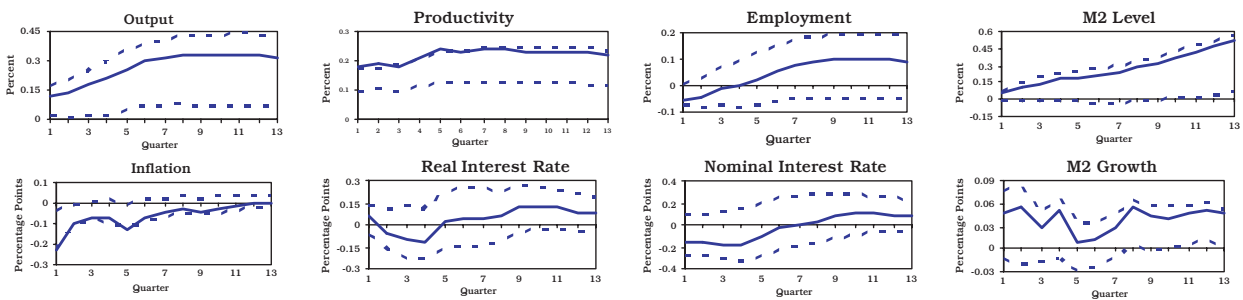 Output
Percent
0.45
0.3
0.15
0
1 3 5 7 9 11 13
Quarter
Productivity
Percent
0.3
0.2
0.1
0
1 2 3 4 5 6 7 8 9 10 11 12 13
Quarter
Employment
Percent
0.2
0.1
0
-0.1
1 3 5 7 9 11 13
Quarter
M2 Level
Percent
0.6
0.45
0.3
0.15
0
-0.15
1 3 5 7 9 11 13
Quarter
Inflation
Percentage Points
0.1
0
-0.1
-0.2
-0.3
1 3 5 7 9 11 13
Quarter
Real Interest Rate
Percentage Points
0.3
0.15
0
-0.15
-0.3
1 3 5 7 9 11 13
Quarter
Nominal Interest Rate
Percentage Points
0.4
0.2
0
-0.2
-0.4
1 3 5 7 9 11 13
Quarter
M2 Growth
Percentage Points
0.09
0.06
0.03
0
-0.03
1 3 5 7 9 11 13
Quarter